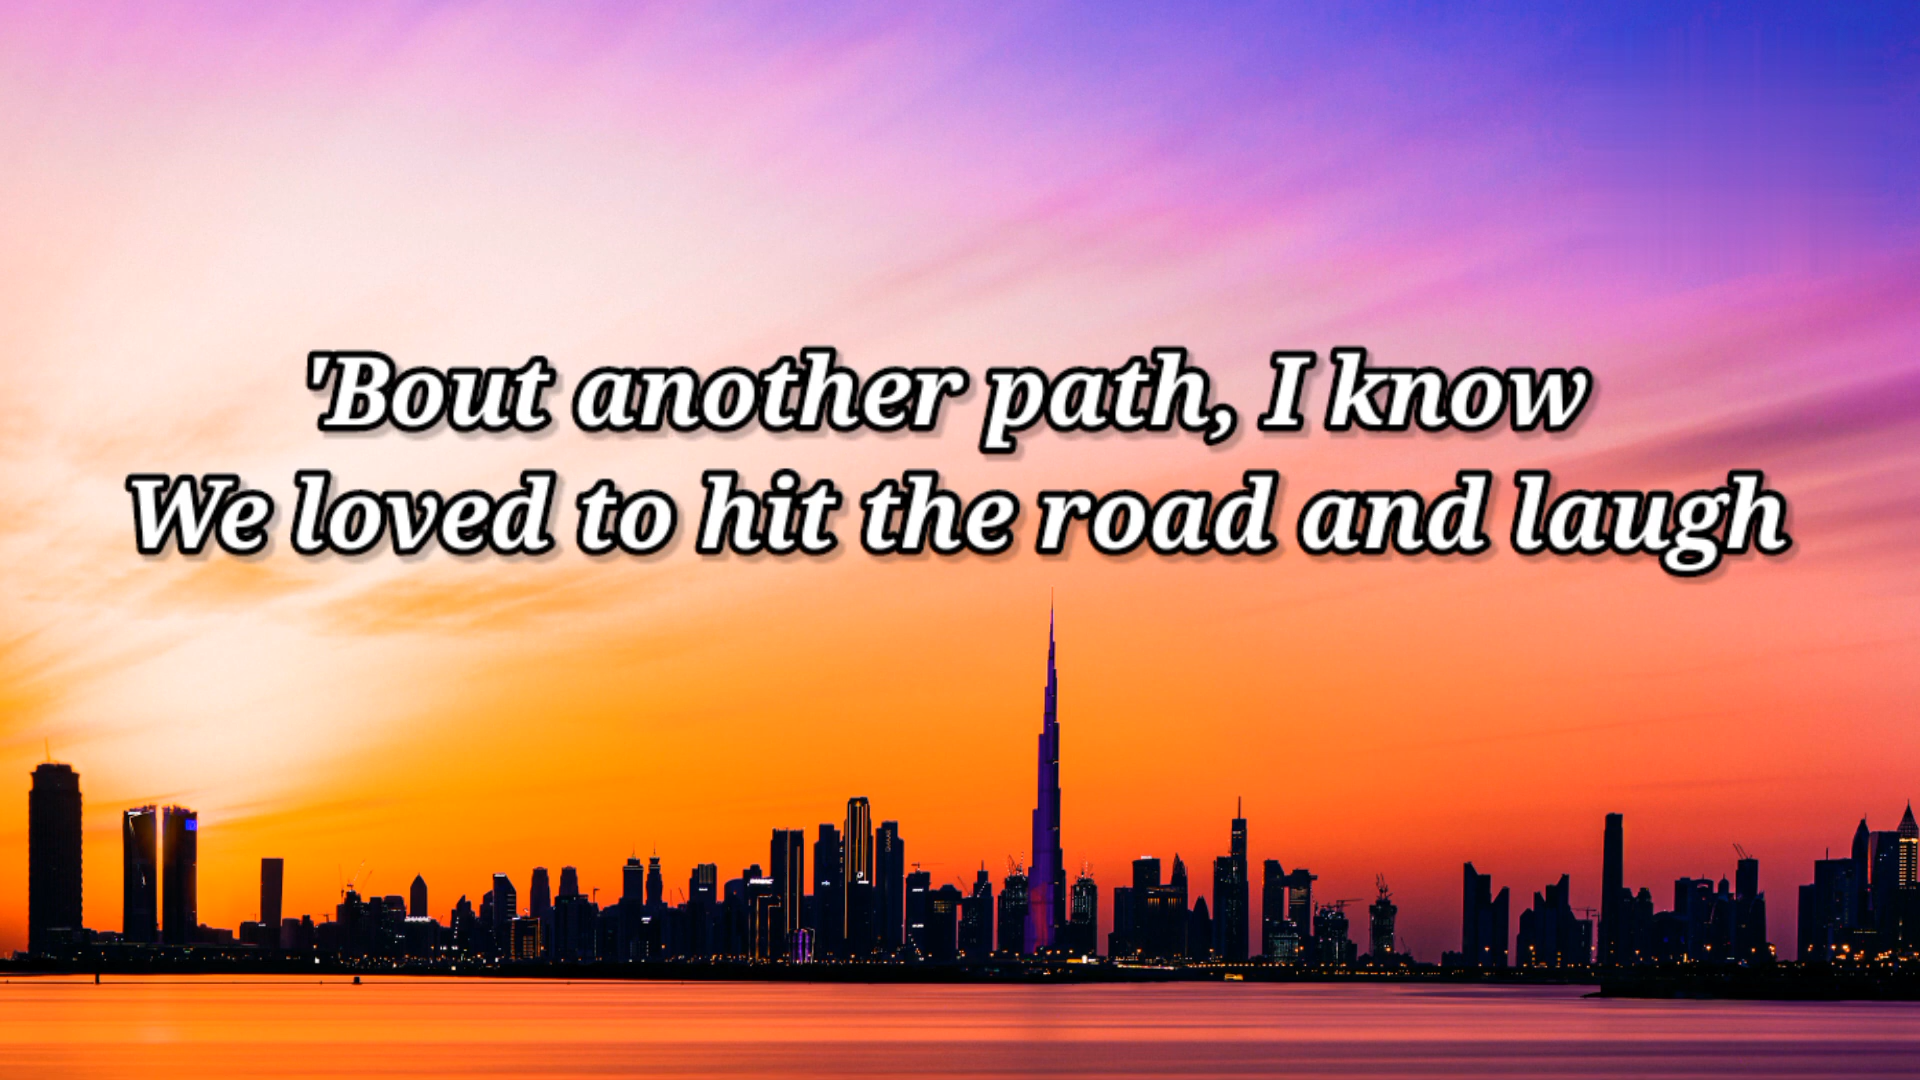 'Bout another path, I know
We loved to hit the road and laugh